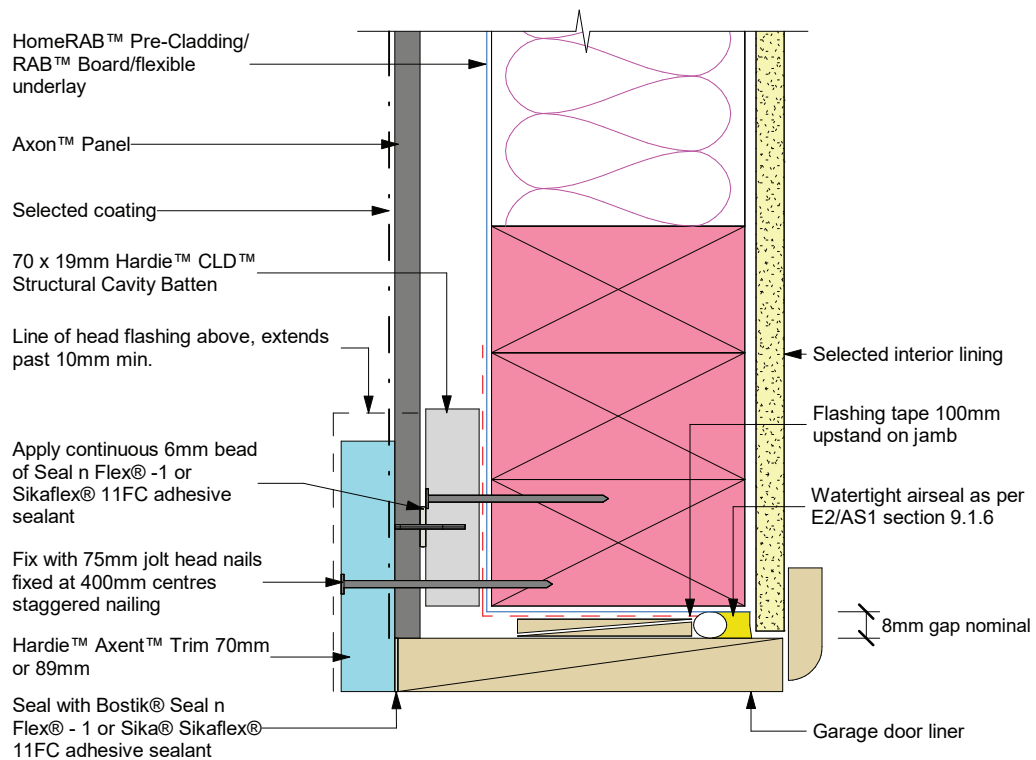 HomeRAB™ Pre-Cladding/
RAB™ Board/flexible
underlay
Axon™ Panel
Selected coating
70 x 19mm Hardie™ CLD™
Structural Cavity Batten
Line of head flashing above, extends
past 10mm min.
Apply continuous 6mm bead
of Seal n Flex® -1 or
Sikaflex® 11FC adhesive
sealant
Fix with 75mm jolt head nails
fixed at 400mm centres
staggered nailing
Hardie™ Axent™ Trim 70mm
or 89mm
Seal with Bostik® Seal n
Flex® - 1 or Sika® Sikaflex®
11FC adhesive sealant
Selected interior lining
Flashing tape 100mm
upstand on jamb
Watertight airseal as per
E2/AS1 section 9.1.6
8mm gap nominal
Garage door liner